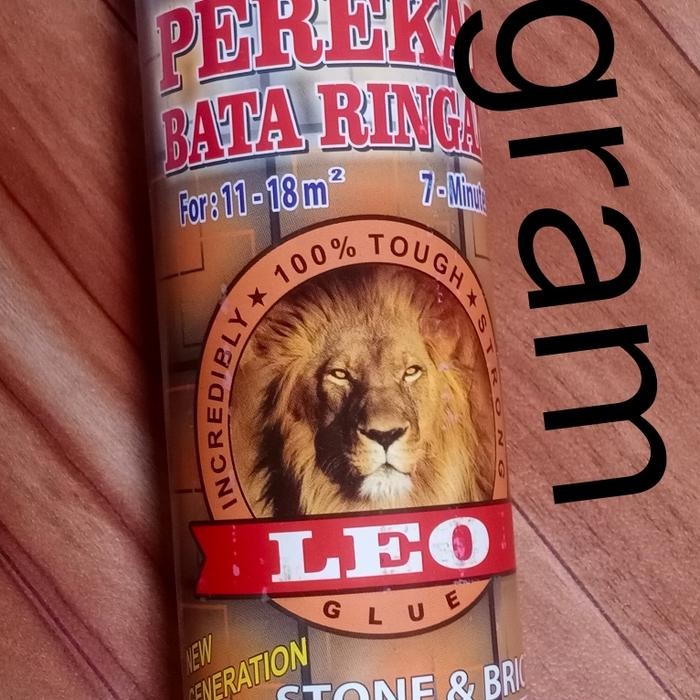 PEREKA
BATA RINGA
For : 11 - 18 m²
7 - Minute
INCREDIBLY ★ 100% TOUGH ★ STRONG
LEO
GLUE
NEW
GENERATION
STONE & BRIC
gram